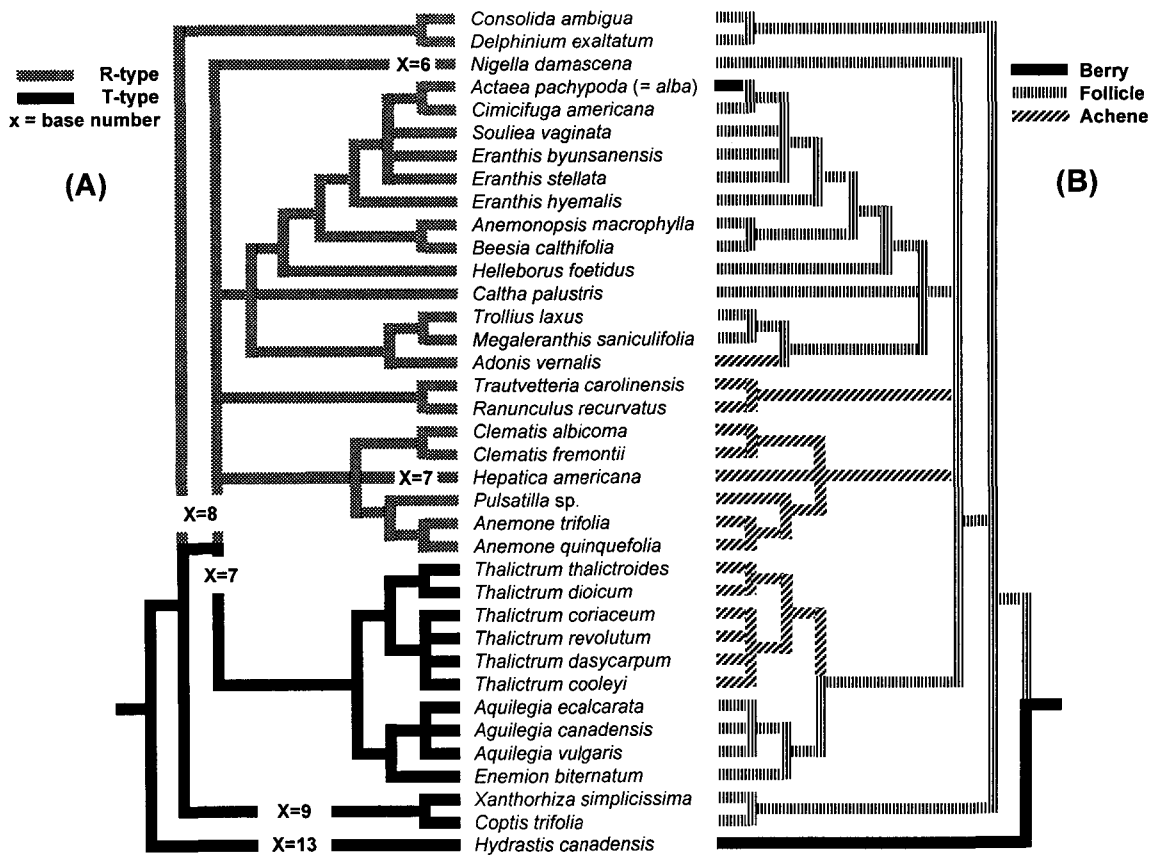 R-type
T-type
x = base number
(A)
Consolida ambigua
Delphinium exaltatum
X=6 Nigella damascena
Actaea pachypoda (= alba)
Cimicifuga americana
Souliea vaginata
Eranthis byunsanensis
Eranthis stellata
Eranthis hyemalis
Anemonopsis macrophylla
Beesia calthifolia
Helleborus foetidus
Caltha palustris
Trollius laxus
Megaleranthis saniculifolia
Adonis vernalis
Trautvetteria carolinensis
Ranunculus recurvatus
Clematis albicoma
Clematis fremontii
X=7 Hepatica americana
Pulsatilla sp.
X=8
Anemone trifolia
Anemone quinquefolia
X=7
Thalictrum thalictroides
Thalictrum dioicum
Thalictrum coriaceum
Thalictrum revolutum
Thalictrum dasycarpum
Thalictrum cooleyi
Aquilegia ecalcarata
Aguilegia canadensis
Aquilegia vulgaris
Enemion biternatum
Xanthorhiza simplicissima
X=9
Coptis trifolia
X=13 Hydrastis canadensis
Berry
Follicle
Achene
(B)